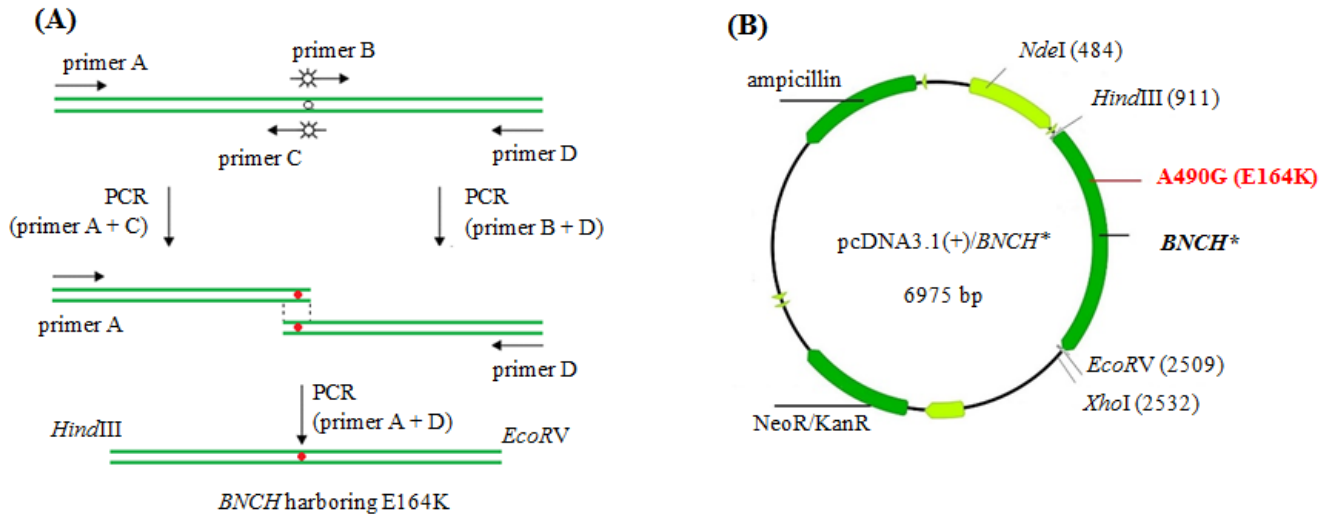 (A)
primer A
primer B
primer C
primer D
PCR
(primer A + C)
PCR
(primer B + D)
primer A
primer D
PCR
(primer A + D)
HindIII
EcoRV
BNCH harboring E164K
(B)
NdeI (484)
ampicillin
HindIII (911)
A490G (E164K)
BNCH*
pcDNA3.1(+)/BNCH*
6975 bp
EcoRV (2509)
XhoI (2532)
NeoR/KanR